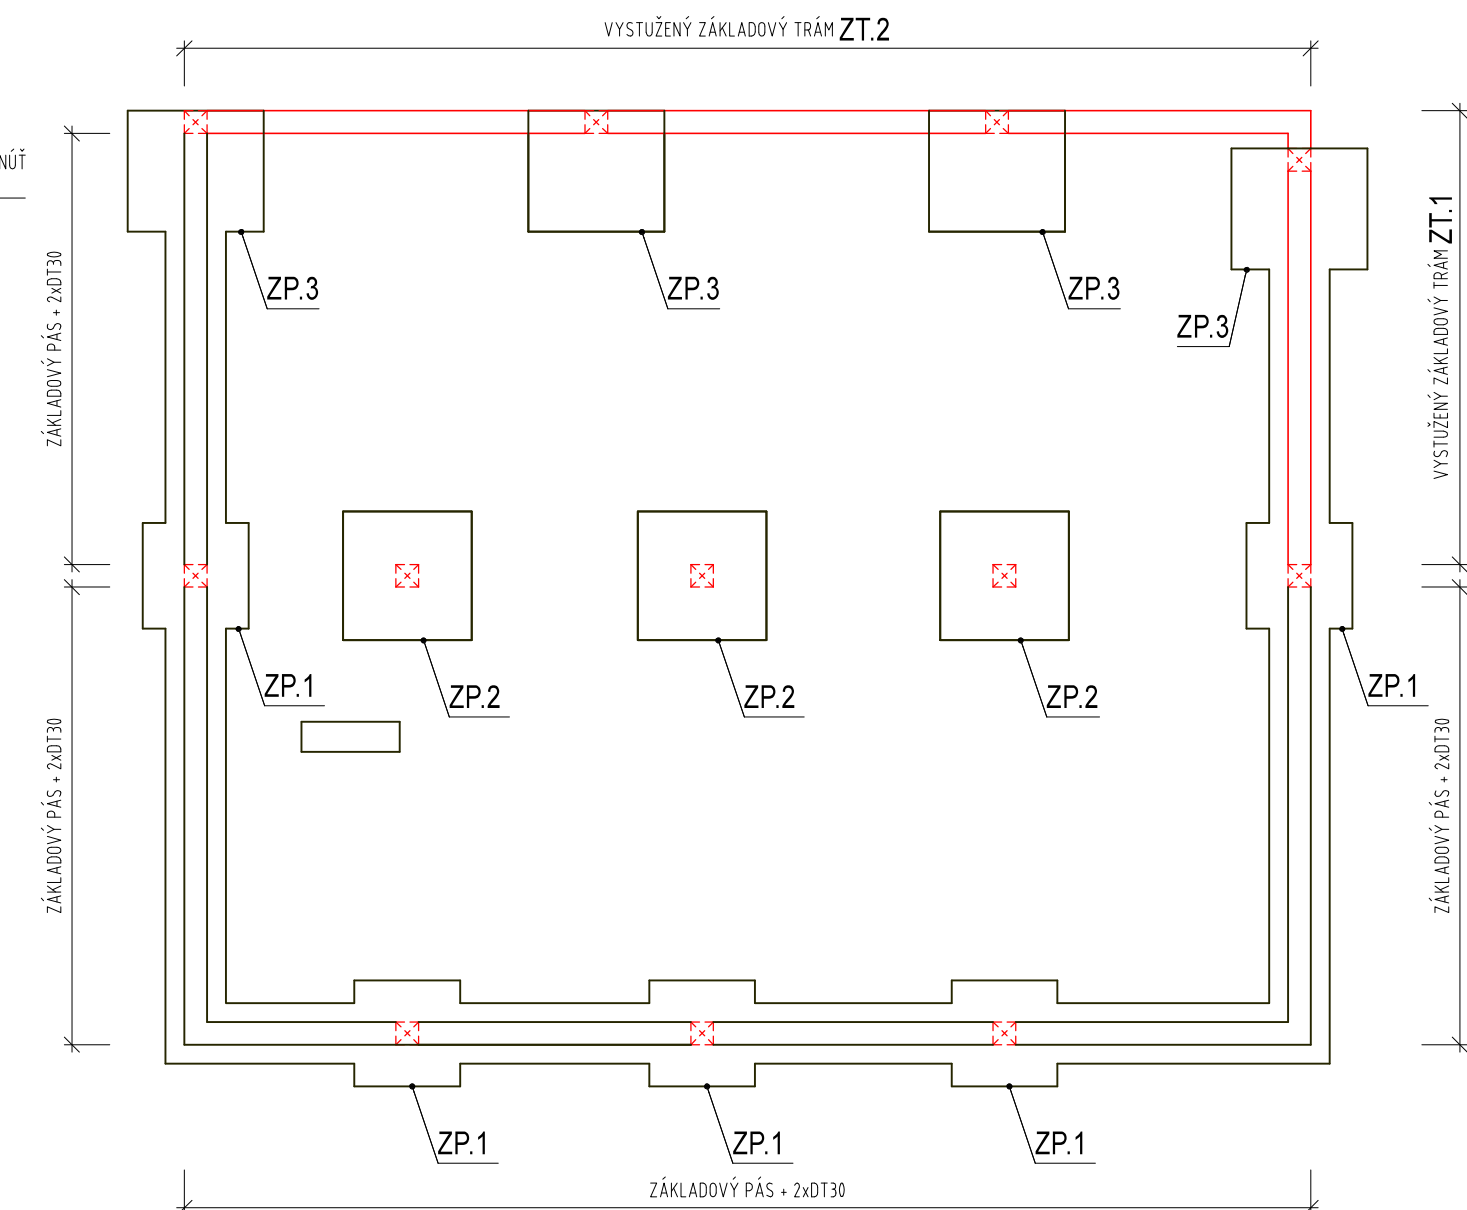 VYSTUŽENÝ ZÁKLADOVÝ TRÁM ZT.2
NÚŤ
ZÁKLADOVÝ PÁS + 2xDT30
VYSTUŽENÝ ZÁKLADOVÝ TRÁM ZT.1
ZP.3
ZP.3
ZP.3
ZP.3
ZP.1
ZP.2
ZP.2
ZP.2
ZP.1
ZÁKLADOVÝ PÁS + 2xDT30
ZÁKLADOVÝ PÁS + 2xDT30
ZP.1
ZP.1
ZP.1
ZÁKLADOVÝ PÁS + 2xDT30